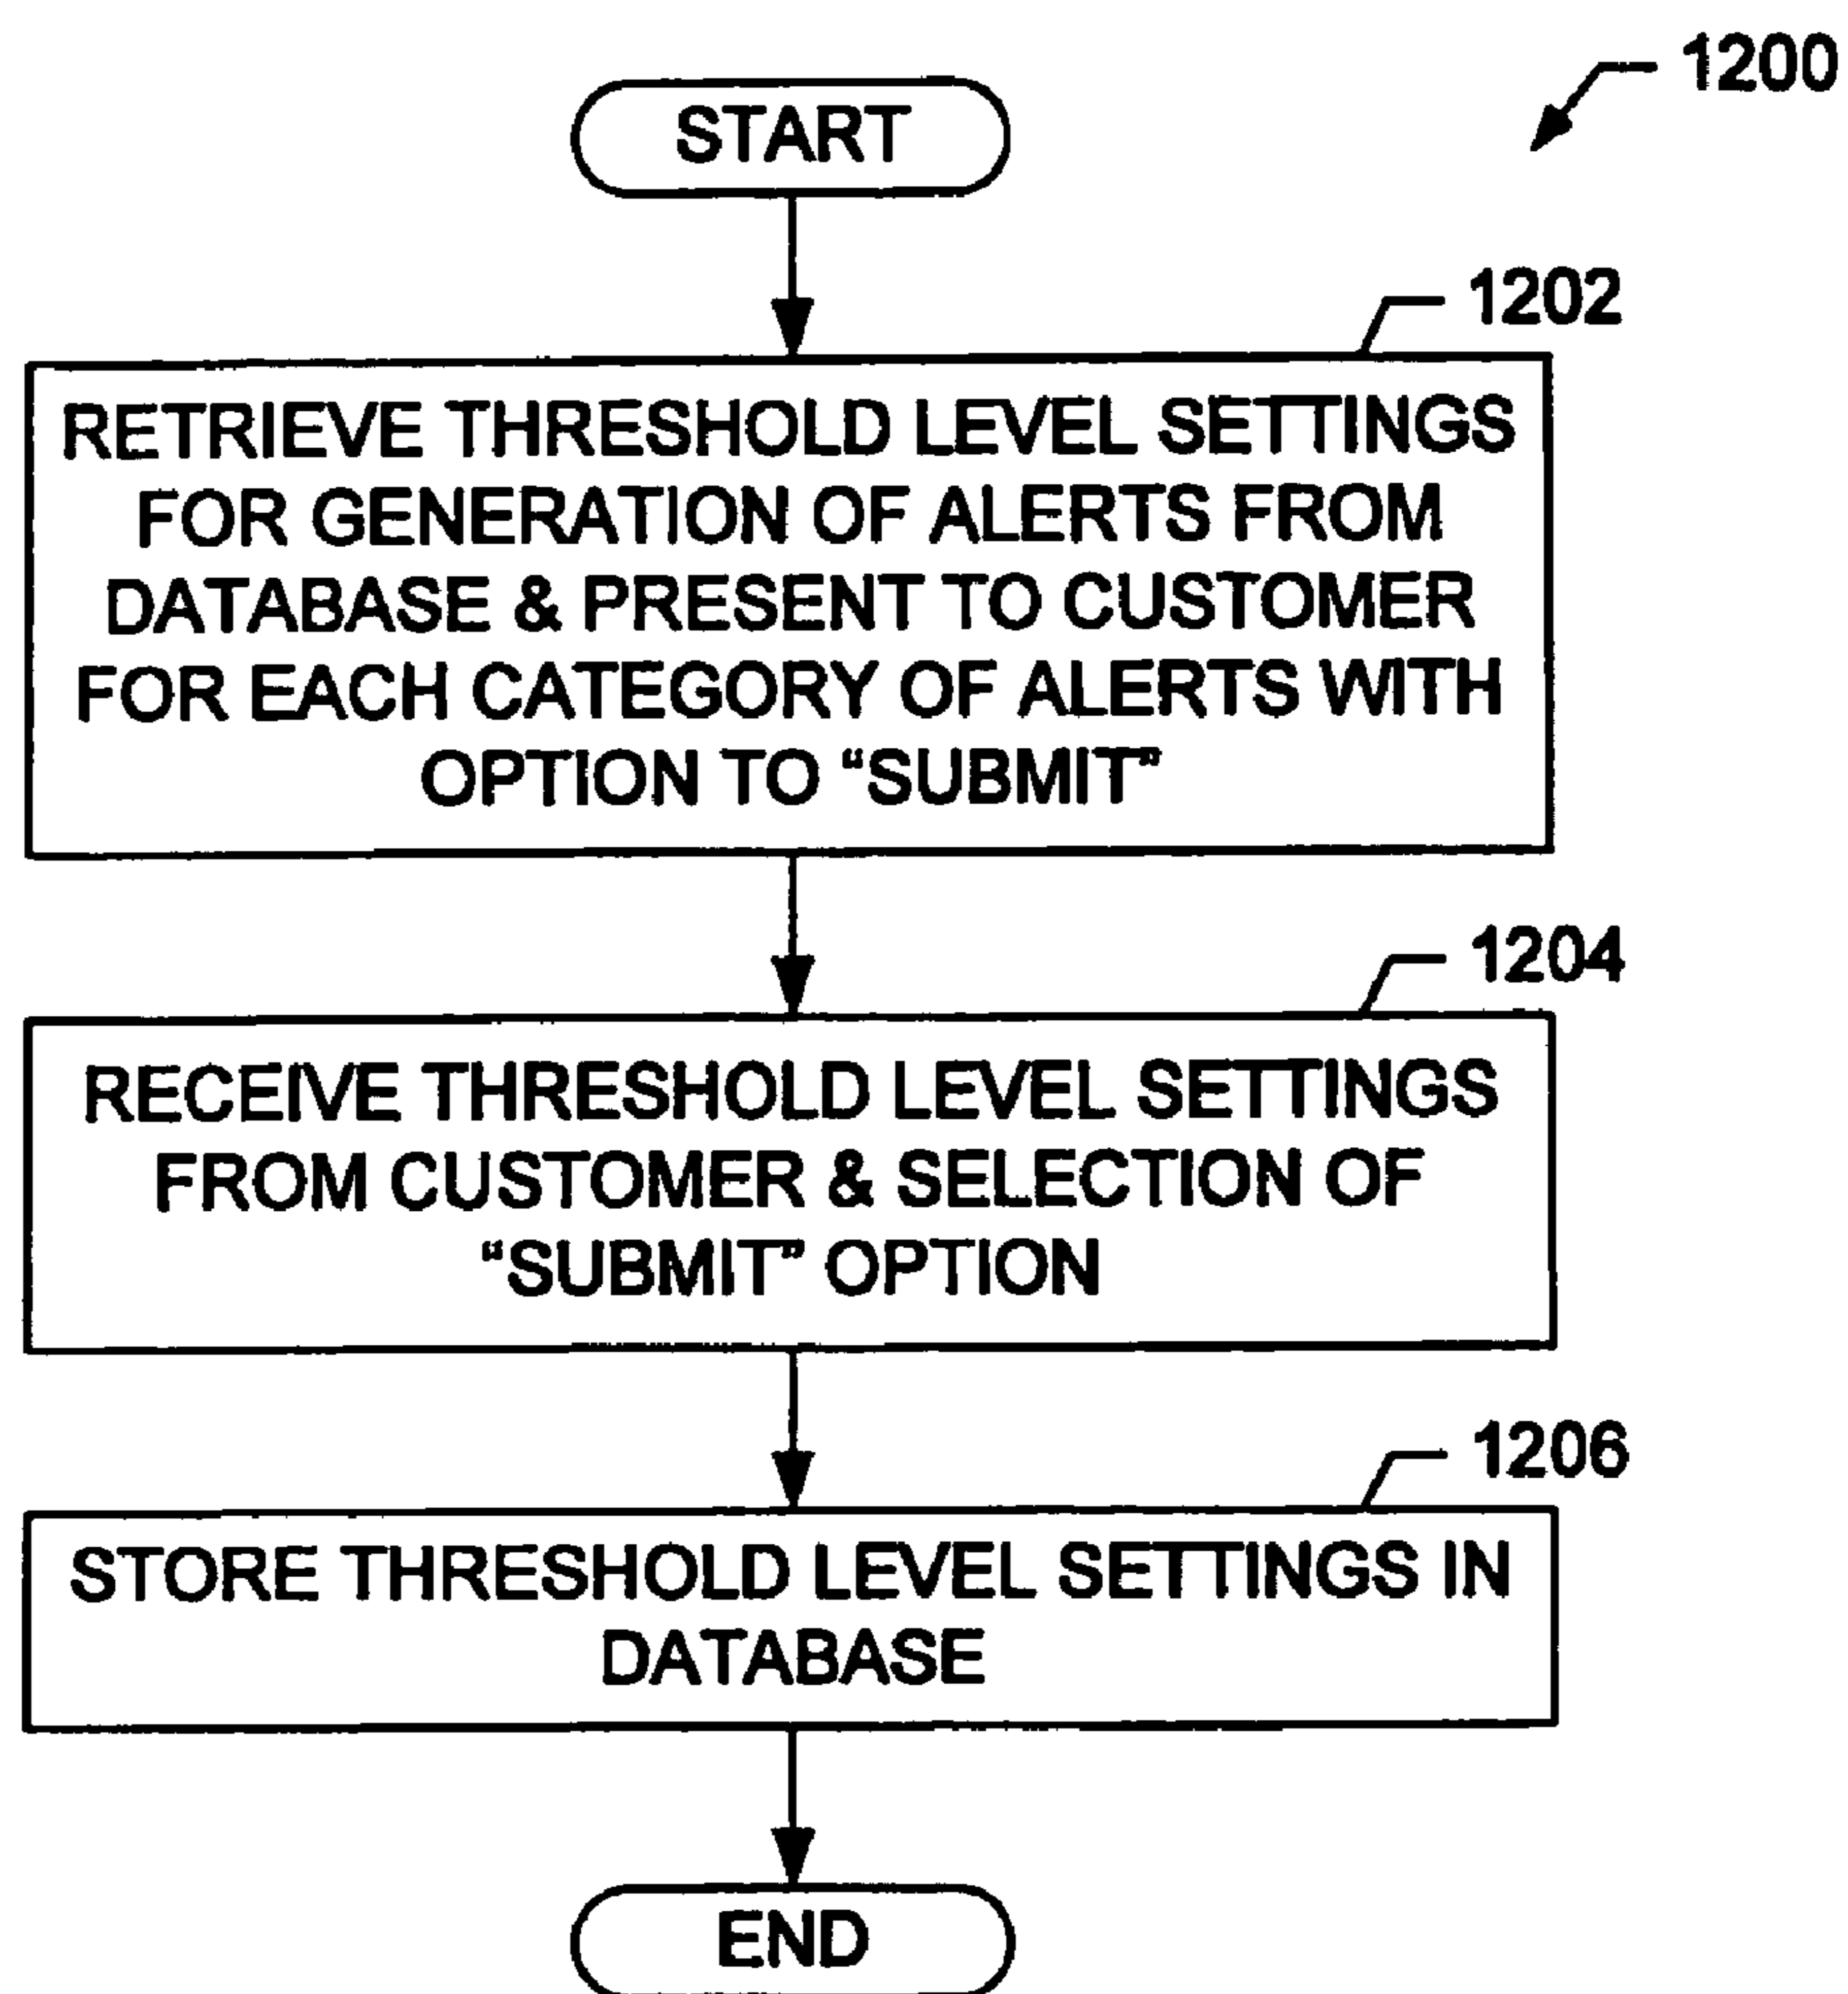 1200
START
1202
RETRIEVE THRESHOLD LEVEL SETTINGS
FOR GENERATION OF ALERTS FROM
DATABASE & PRESENT TO CUSTOMER
FOR EACH CATEGORY OF ALERTS WITH
OPTION TO “SUBMIT”
1204
RECEIVE THRESHOLD LEVEL SETTINGS
FROM CUSTOMER & SELECTION OF
“SUBMIT” OPTION
1206
STORE THRESHOLD LEVEL SETTINGS IN
DATABASE
END